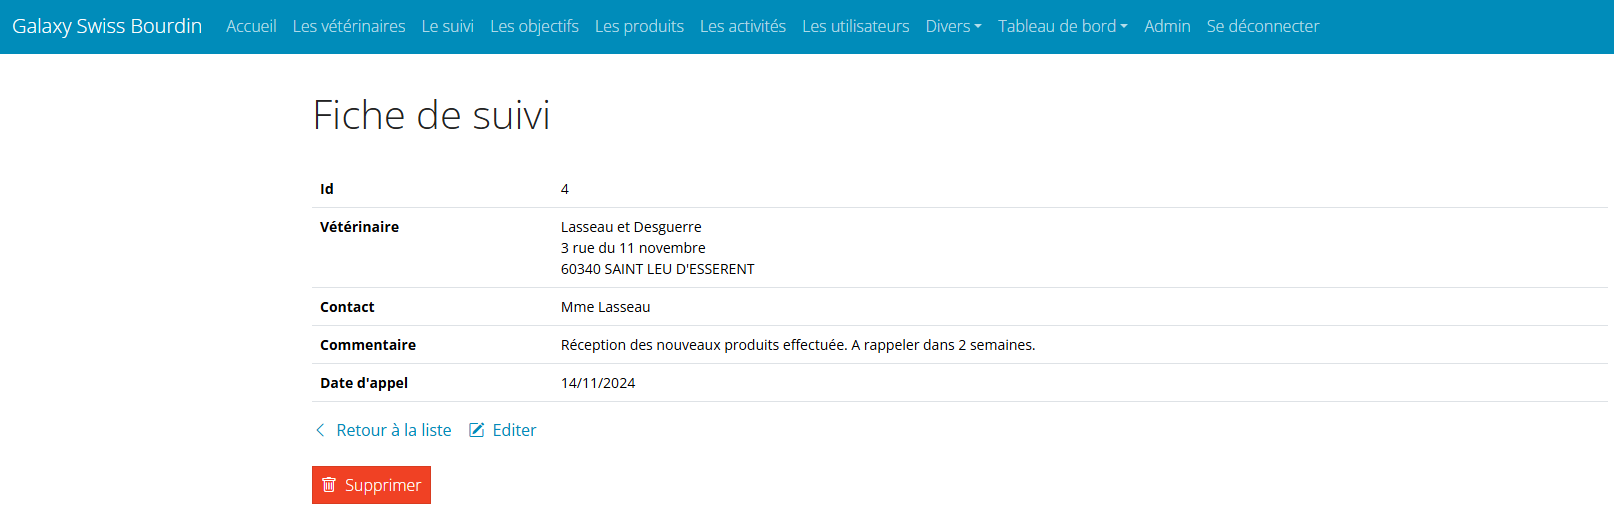 Galaxy Swiss Bourdin Accueil Les vétérinaires Le suivi Les objectifs Les produits Les activités Les utilisateurs Divers Tableau de bord Admin Se déconnecter
Fiche de suivi
Id 4
Vétérinaire Lasseau et Desguerre
3 rue du 11 novembre
60340 SAINT LEU D'ESSERENT
Contact Mme Lasseau
Commentaire Réception des nouveaux produits effectuée. A rappeler dans 2 semaines.
Date d'appel 14/11/2024
Retour à la liste Editer
Supprimer